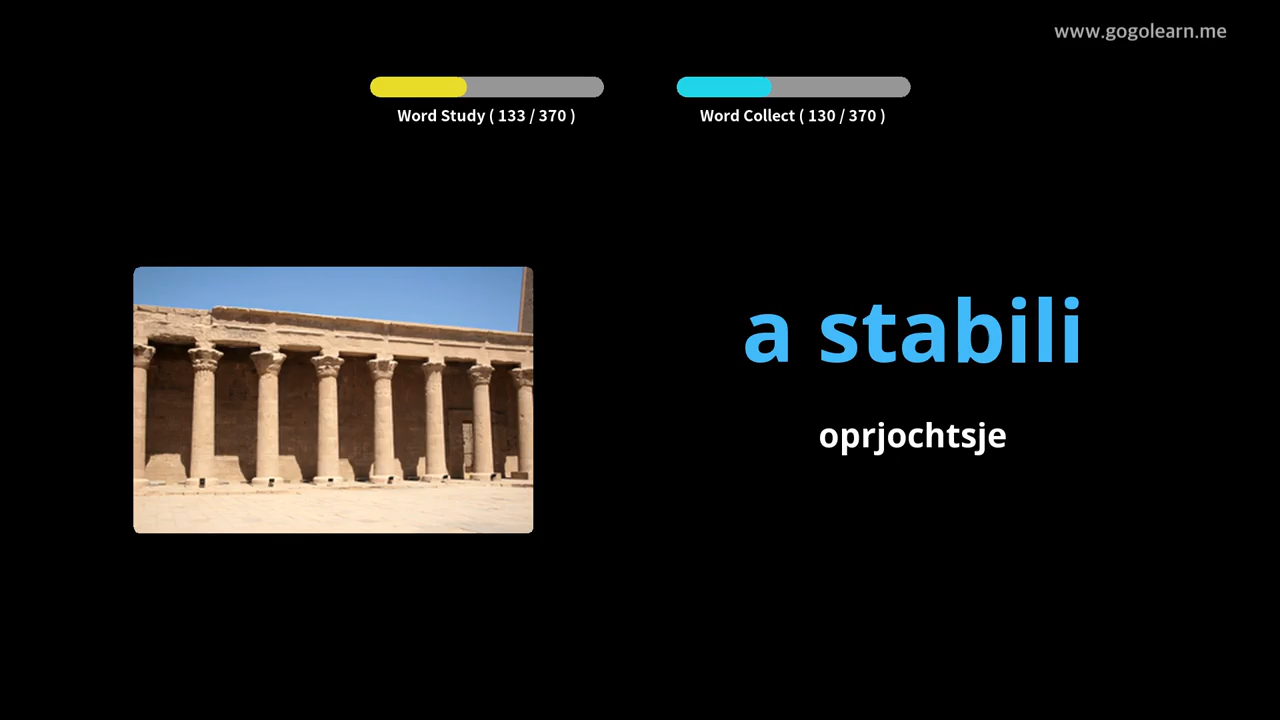 www.gogolearn.me
Word Study ( 133 / 370 )
Word Collect ( 130 / 370 )
a stabili
oprjochtsje